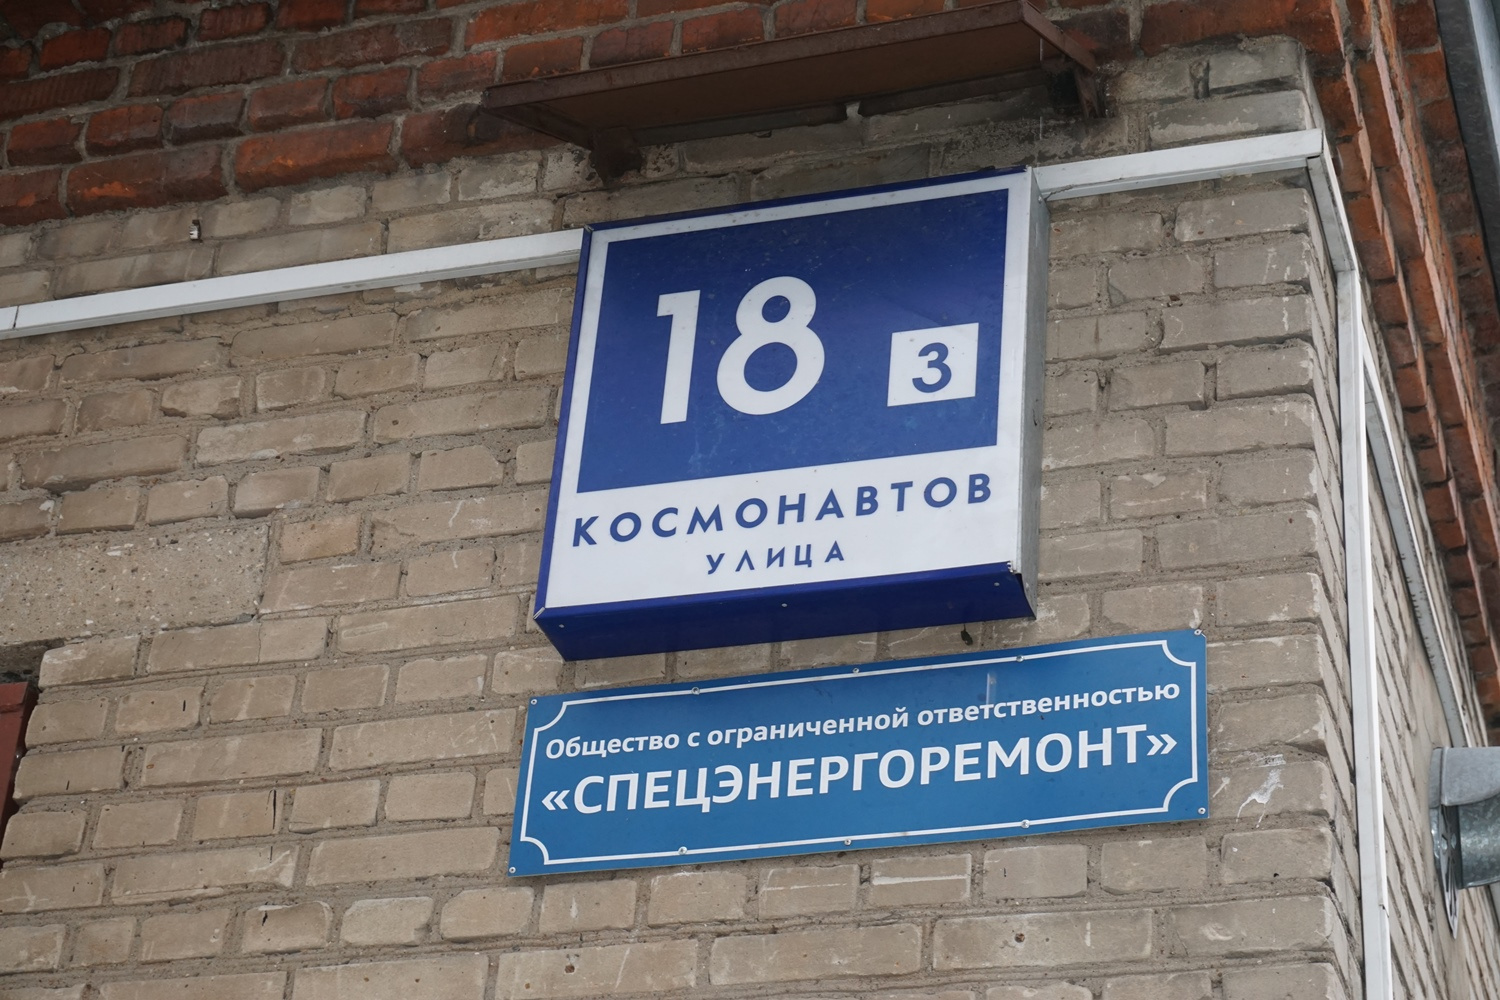 18 3
КОСМОНАВТОВ
УЛИЦА
Общество с ограниченной ответственностью
«СПЕЦЭНЕРГОРЕМОНТ»